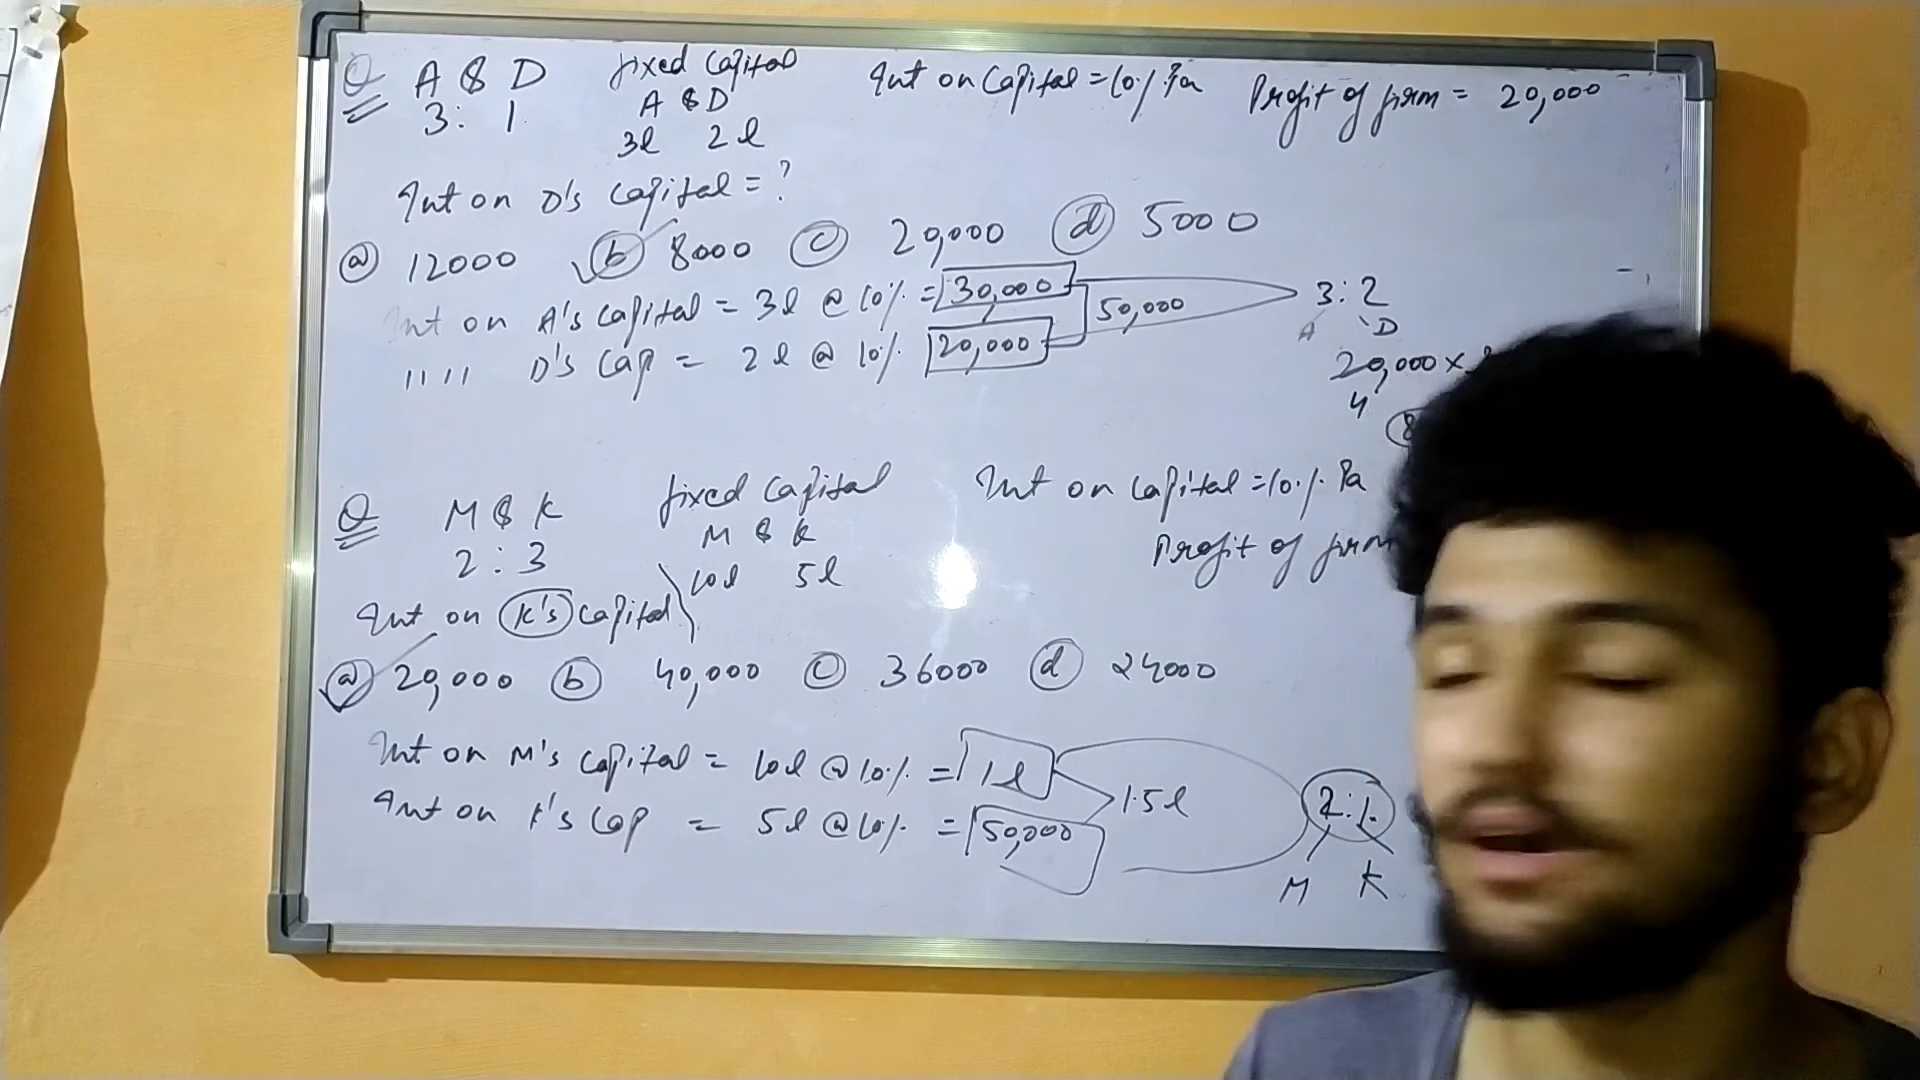 Q A & D fixed Capital Int on Capital = 10% Pa Profit of firm = 20,000
3 : 1 A & D
3l 2l
Int on D's Capital = ?
(a) 12000 (b) 8000 (c) 20,000 (d) 5000
Int on A's Capital = 3l @ 10% = 30,000 50,000 3 : 2
A D
11 11 D's Cap = 2l @ 10% 20,000
20,000 ×
4
8
Q M & K fixed Capital Int on Capital = 10% Pa
2 : 3 M & K Profit of firm
10l 5l
Int on K's Capital
(a) 20,000 (b) 40,000 (c) 36000 (d) 24000
Int on M's Capital = 10l @ 10% = 1l 1.5l 2 : 1
Int on K's Cap = 5l @ 10% = 50,000
M K